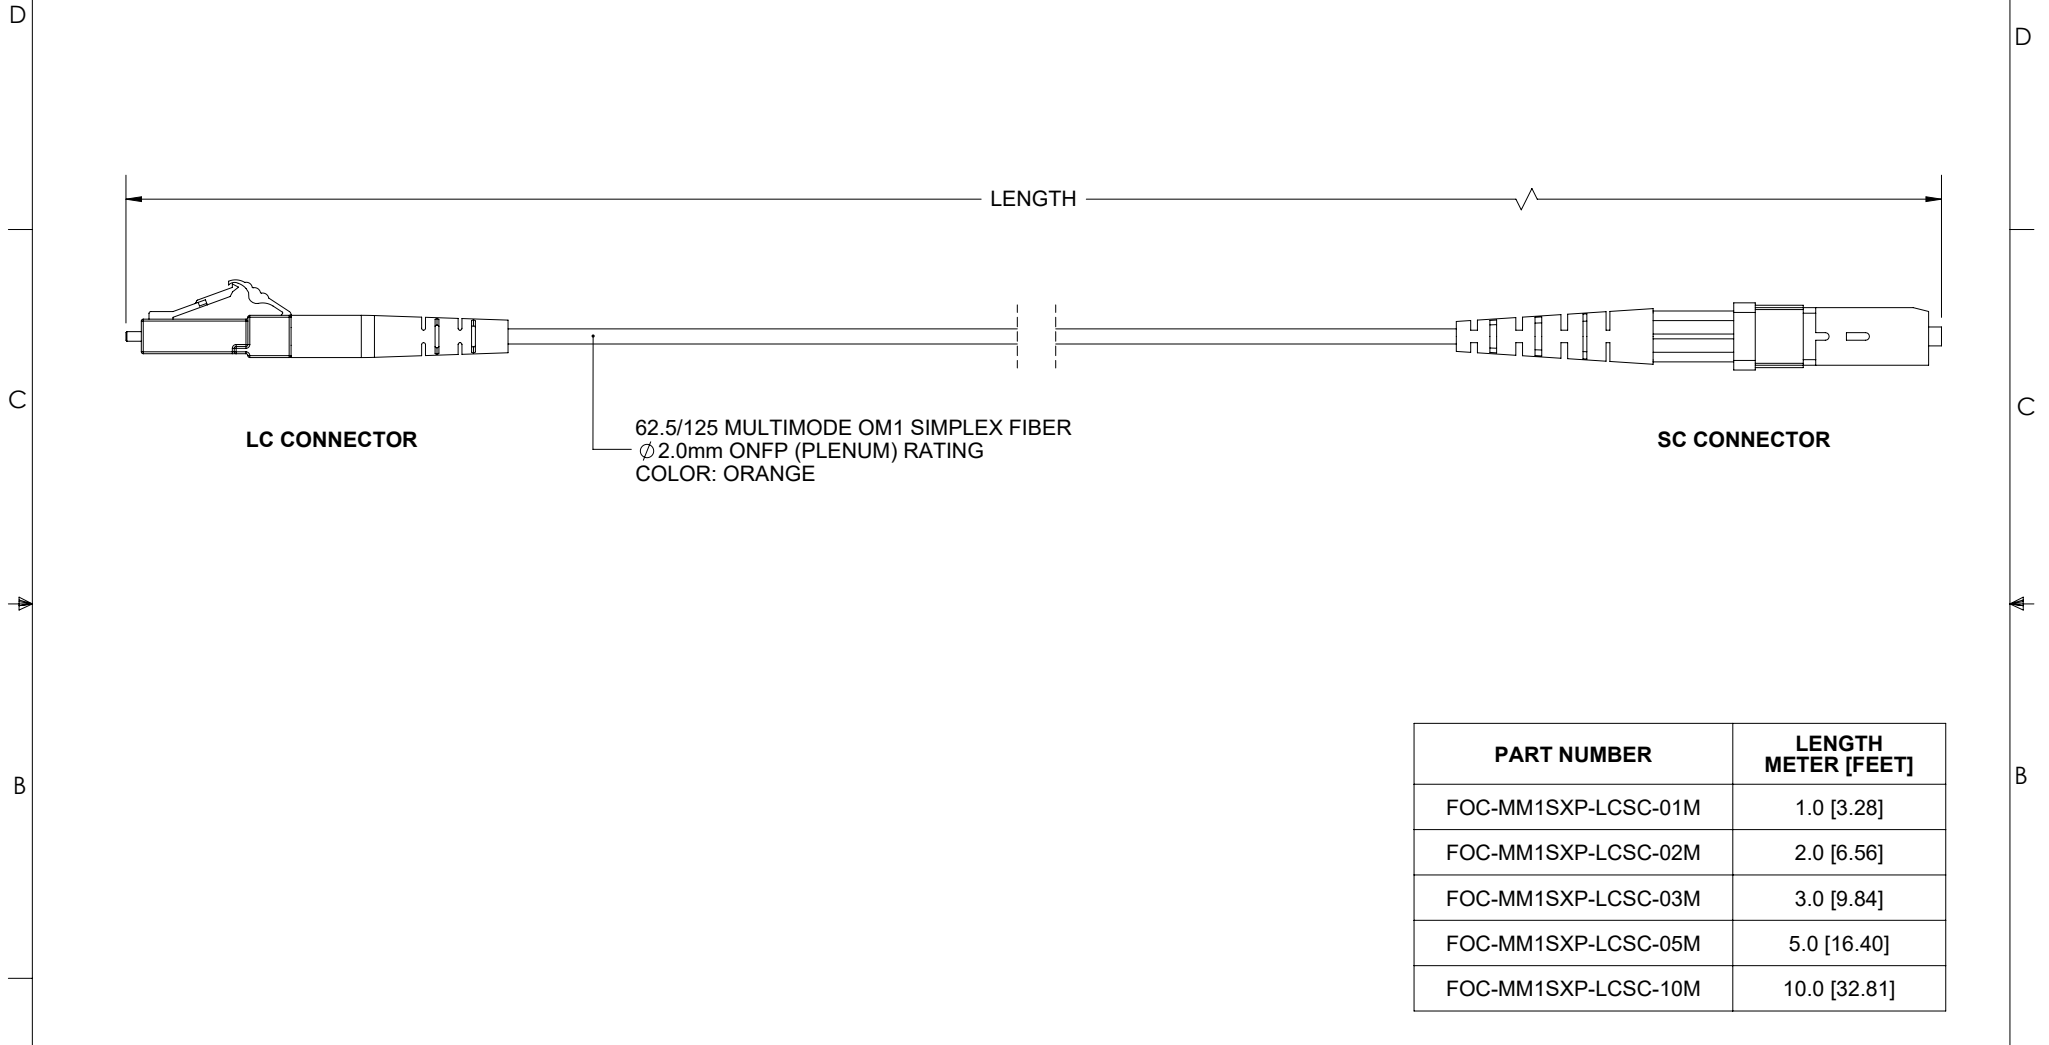 D
D
LENGTH
C
C
LC CONNECTOR
62.5/125 MULTIMODE OM1 SIMPLEX FIBER
∅2.0mm ONFP (PLENUM) RATING
COLOR: ORANGE
SC CONNECTOR
B
B
PART NUMBER
LENGTH
METER [FEET]
FOC-MM1SXP-LCSC-01M 1.0 [3.28]
FOC-MM1SXP-LCSC-02M 2.0 [6.56]
FOC-MM1SXP-LCSC-03M 3.0 [9.84]
FOC-MM1SXP-LCSC-05M 5.0 [16.40]
FOC-MM1SXP-LCSC-10M 10.0 [32.81]